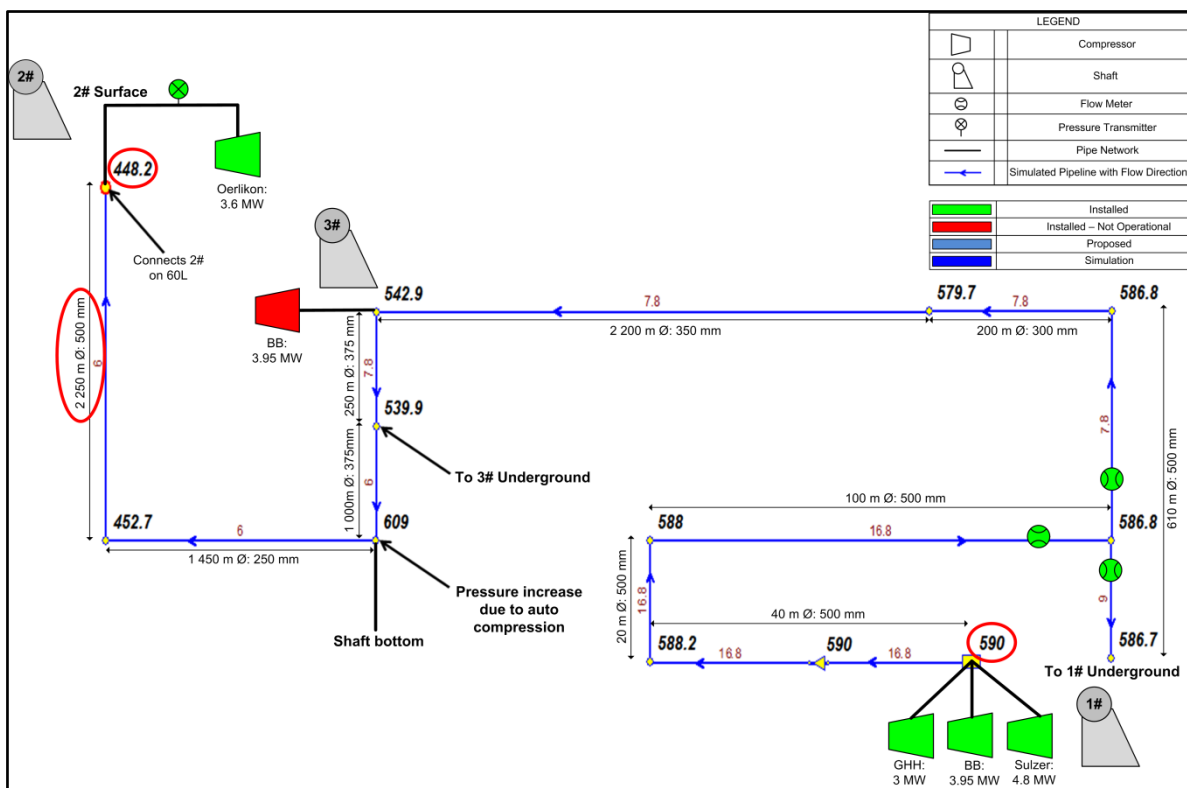 LEGEND
Compressor
Shaft
Flow Meter
Pressure Transmitter
Pipe Network
Simulated Pipeline with Flow Direction
Installed
Installed – Not Operational
Proposed
Simulation
2#
2# Surface
448.2
Oerlikon:
3.6 MW
Connects 2#
on 60L
3#
542.9
7.8
579.7
7.8
586.8
2 200 m Ø: 350 mm
200 m Ø: 300 mm
BB:
3.95 MW
250 m Ø: 375 mm
7.8
2 250 m Ø: 500 mm
6
539.9
To 3# Underground
1 000m Ø: 375mm
6
7.8
610 m Ø: 500 mm
100 m Ø: 500 mm
452.7
6
609
1 450 m Ø: 250 mm
588
16.8
586.8
Pressure increase
due to auto
compression
Shaft bottom
20 m Ø: 500 mm
16.8
40 m Ø: 500 mm
9
588.2
16.8
590
16.8
590
586.7
To 1# Underground
1#
GHH:
3 MW
BB:
3.95 MW
Sulzer:
4.8 MW